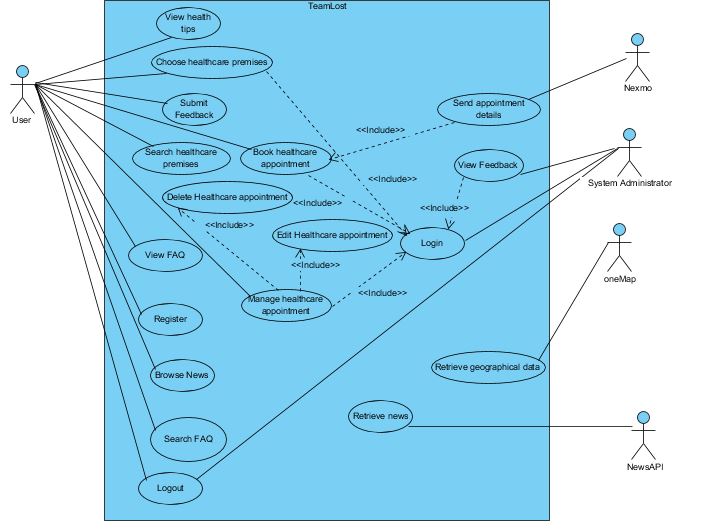 TeamLost
View health
tips
Choose healthcare premises
Nexmo
User
Submit
Feedback
Send appointment
details
<<Include>>
Search healthcare
premises
Book healthcare
appointment
View Feedback
System Administrator
<<Include>>
Delete Healthcare appointment
<<Include>>
<<Include>>
<<Include>>
Edit Healthcare appointment
Login
View FAQ
<<Include>>
oneMap
Manage healthcare
appointment
<<Include>>
Register
Retrieve geographical data
Browse News
Retrieve news
Search FAQ
NewsAPI
Logout